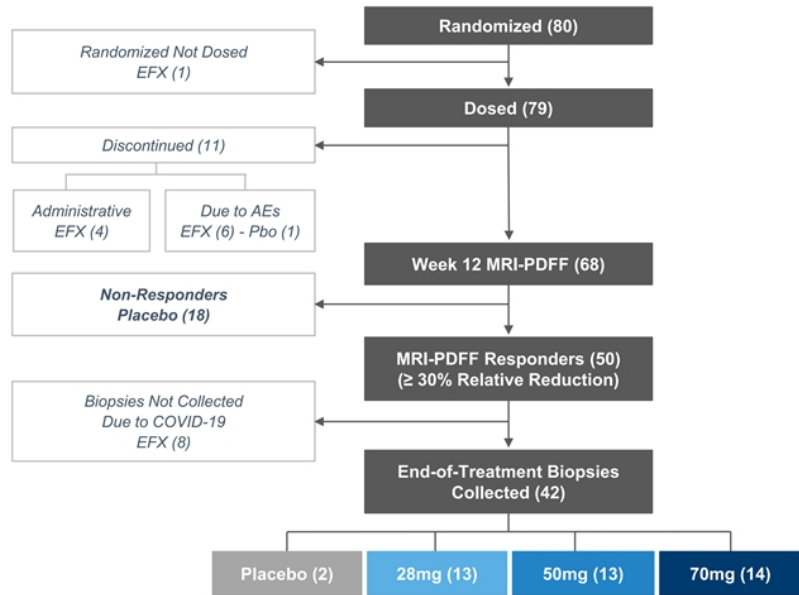 Randomized (80)
Randomized Not Dosed
EFX (1)
Dosed (79)
Discontinued (11)
Administrative
EFX (4)
Due to AEs
EFX (6) - Pbo (1)
Week 12 MRI-PDFF (68)
Non-Responders
Placebo (18)
MRI-PDFF Responders (50)
(≥ 30% Relative Reduction)
Biopsies Not Collected
Due to COVID-19
EFX (8)
End-of-Treatment Biopsies
Collected (42)
Placebo (2)
28mg (13)
50mg (13)
70mg (14)